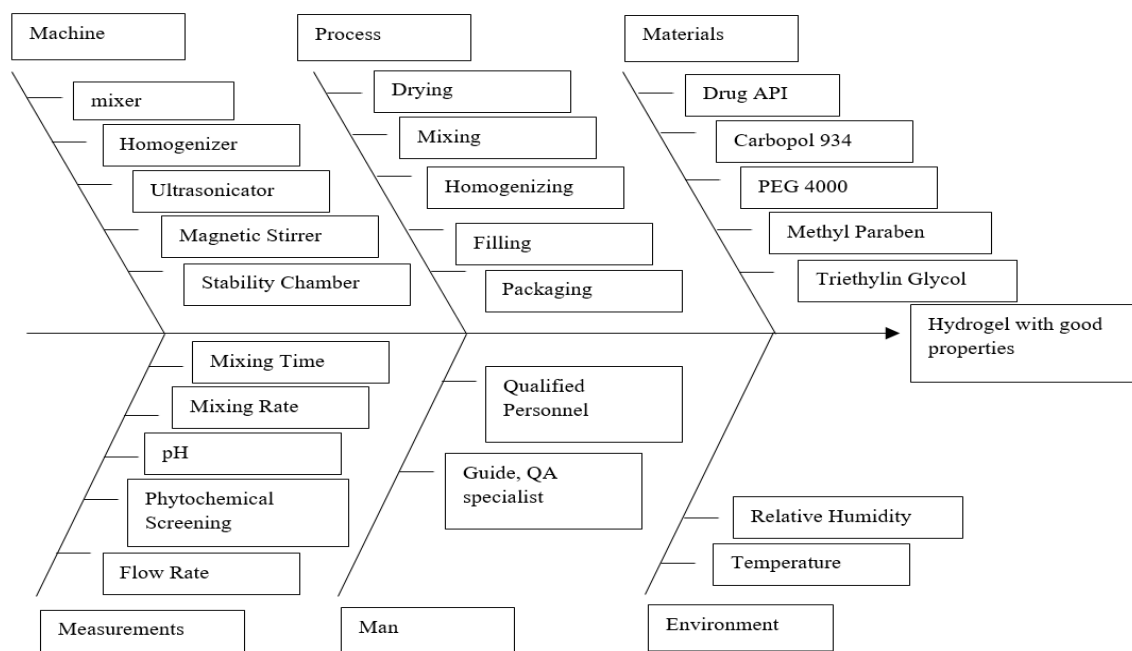 Machine
Process
Materials
mixer
Homogenizer
Ultrasonicator
Magnetic Stirrer
Stability Chamber
Drying
Mixing
Homogenizing
Filling
Packaging
Drug API
Carbopol 934
PEG 4000
Methyl Paraben
Triethylin Glycol
Hydrogel with good
properties
Mixing Time
Mixing Rate
pH
Phytochemical
Screening
Flow Rate
Qualified
Personnel
Guide, QA
specialist
Relative Humidity
Temperature
Measurements
Man
Environment